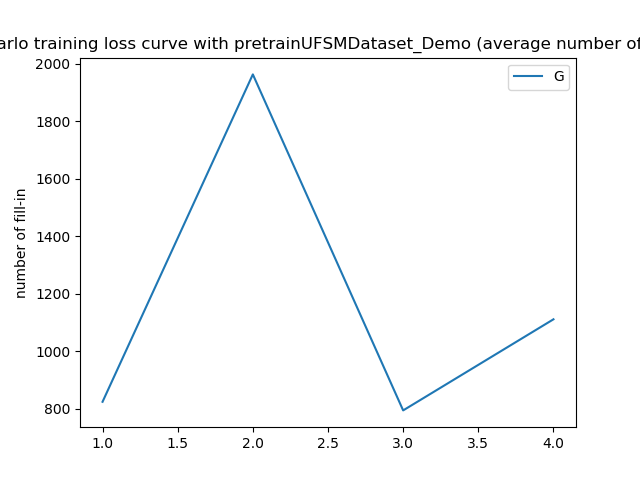 arlo training loss curve with pretrainUFSMDataset_Demo (average number of
G
number of fill-in
2000
1800
1600
1400
1200
1000
800
1.0 1.5 2.0 2.5 3.0 3.5 4.0